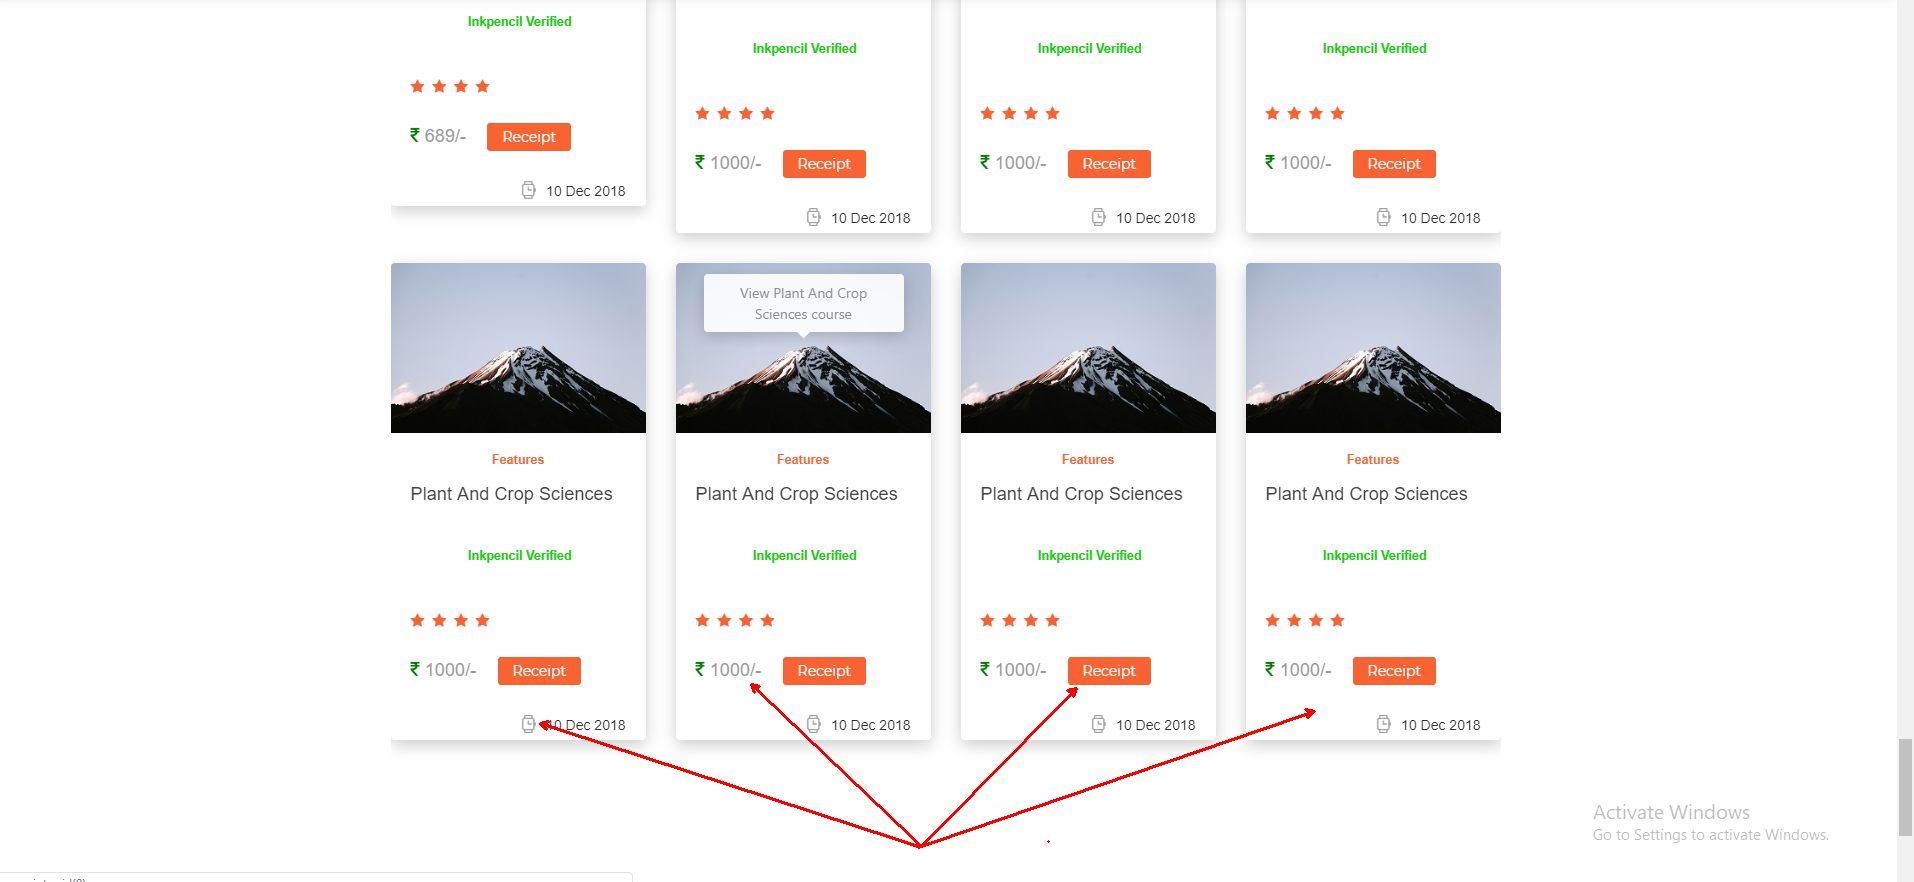 Inkpencil Verified
Inkpencil Verified
Inkpencil Verified
Inkpencil Verified
₹ 689/- Receipt
₹ 1000/- Receipt
₹ 1000/- Receipt
₹ 1000/- Receipt
10 Dec 2018
10 Dec 2018
10 Dec 2018
10 Dec 2018
View Plant And Crop
Sciences course
Features
Features
Features
Features
Plant And Crop Sciences
Plant And Crop Sciences
Plant And Crop Sciences
Plant And Crop Sciences
Inkpencil Verified
Inkpencil Verified
Inkpencil Verified
Inkpencil Verified
₹ 1000/- Receipt
₹ 1000/- Receipt
₹ 1000/- Receipt
₹ 1000/- Receipt
10 Dec 2018
10 Dec 2018
10 Dec 2018
10 Dec 2018
Activate Windows
Go to Settings to activate Windows.